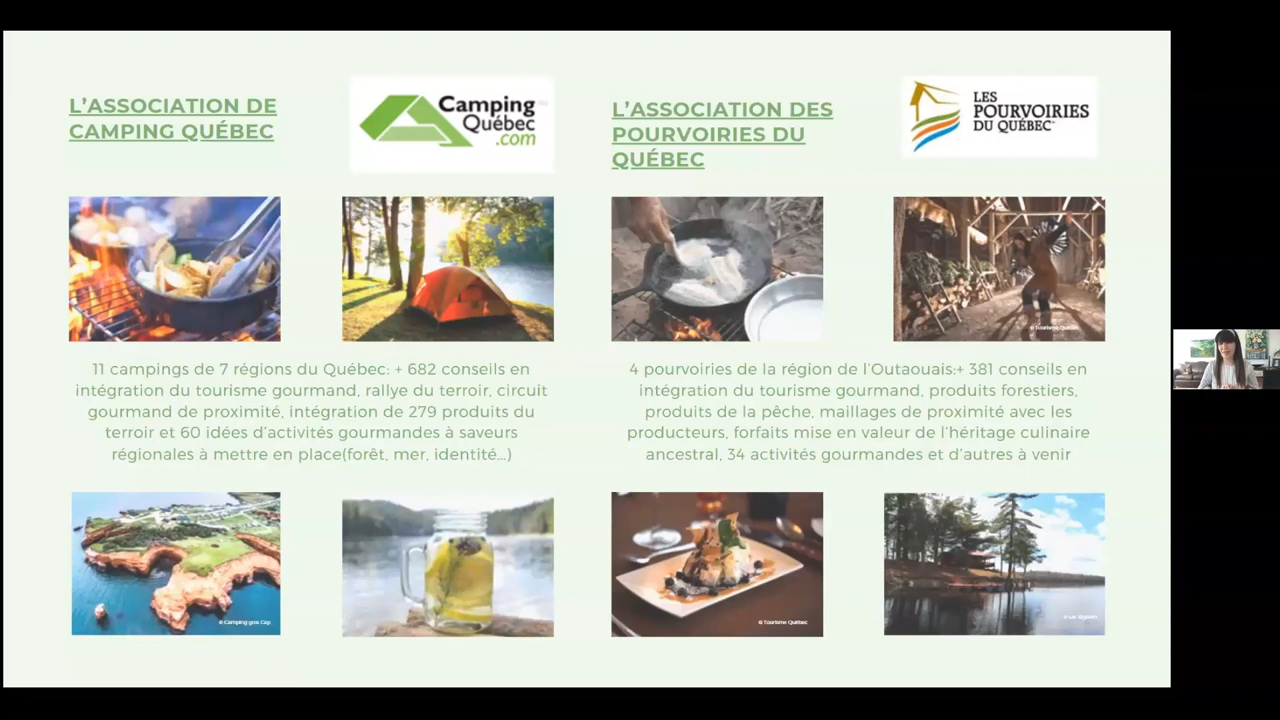 L'ASSOCIATION DE
CAMPING QUÉBEC
Camping
Québec
.com
L'ASSOCIATION DES
POURVOIRIES DU
QUÉBEC
LES
POURVOIRIES
DU QUÉBEC
© Tourisme Québec
11 campings de 7 régions du Québec: + 682 conseils en
intégration du tourisme gourmand, rallye du terroir, circuit
gourmand de proximité, intégration de 279 produits du
terroir et 60 idées d'activités gourmandes à saveurs
régionales à mettre en place(forêt, mer, identité...)
4 pourvoiries de la région de l'Outaouais:+ 381 conseils en
intégration du tourisme gourmand, produits forestiers,
produits de la pêche, maillages de proximité avec les
producteurs, forfaits mise en valeur de l'héritage culinaire
ancestral, 34 activités gourmandes et d'autres à venir
© Camping gros Cap
© Tourisme Québec